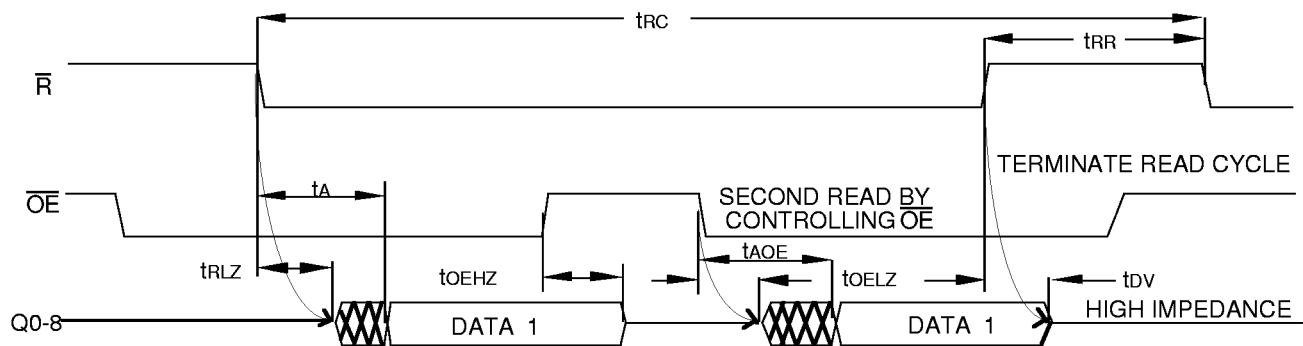 tRC
tRR
R
TERMINATE READ CYCLE
OE
tA
SECOND READ BY
CONTROLLING OE
tAOE
tRLZ
tOEHZ
tOELZ
tDV
Q0-8
DATA 1
DATA 1
HIGH IMPEDANCE